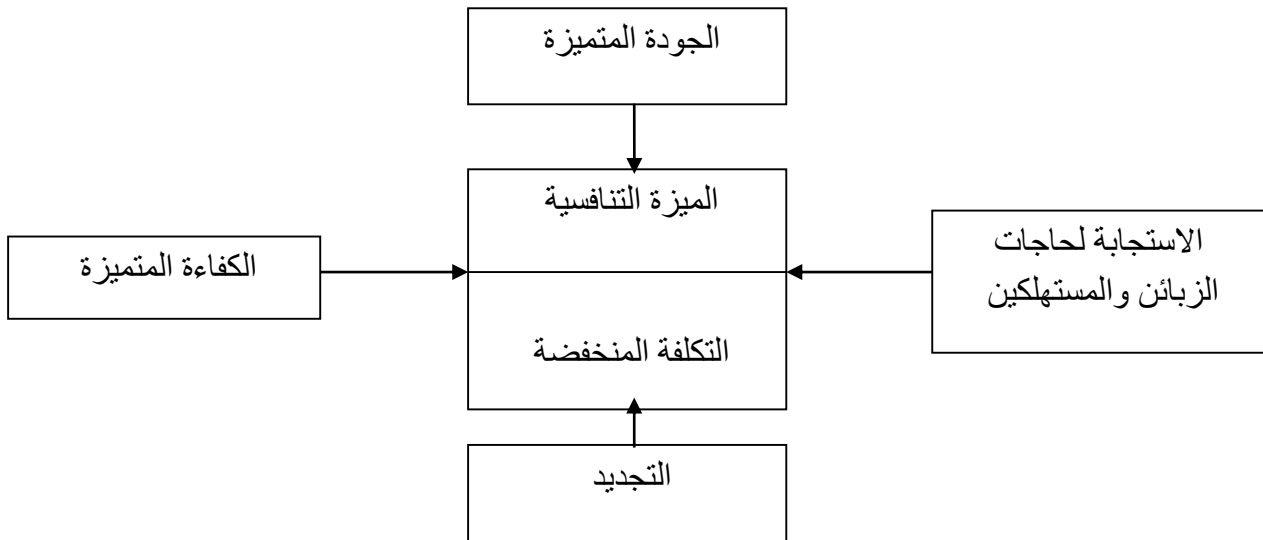 الجودة المتميزة
الميزة التنافسية
الاستجابة لحاجات
الزبائن والمستهلكين
الكفاءة المتميزة
التكلفة المنخفضة
التجديد